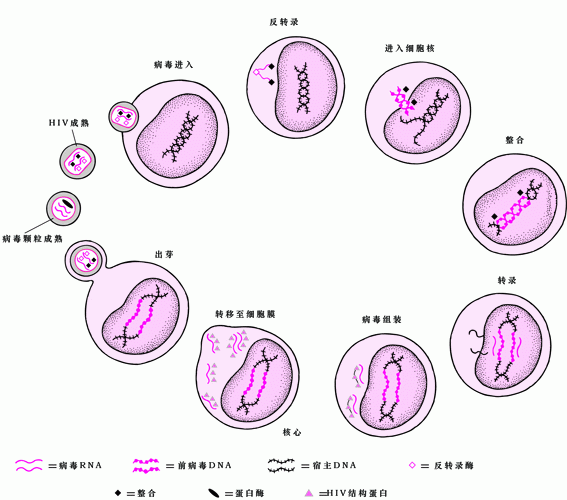 反转录
进入细胞核
病毒进入
HIV成熟
整合
病毒颗粒成熟
出芽
转录
转移至细胞膜
病毒组装
核心
=病毒RNA
=前病毒DNA
=宿主DNA
=反转录酶
=整合
=蛋白酶
=HIV结构蛋白